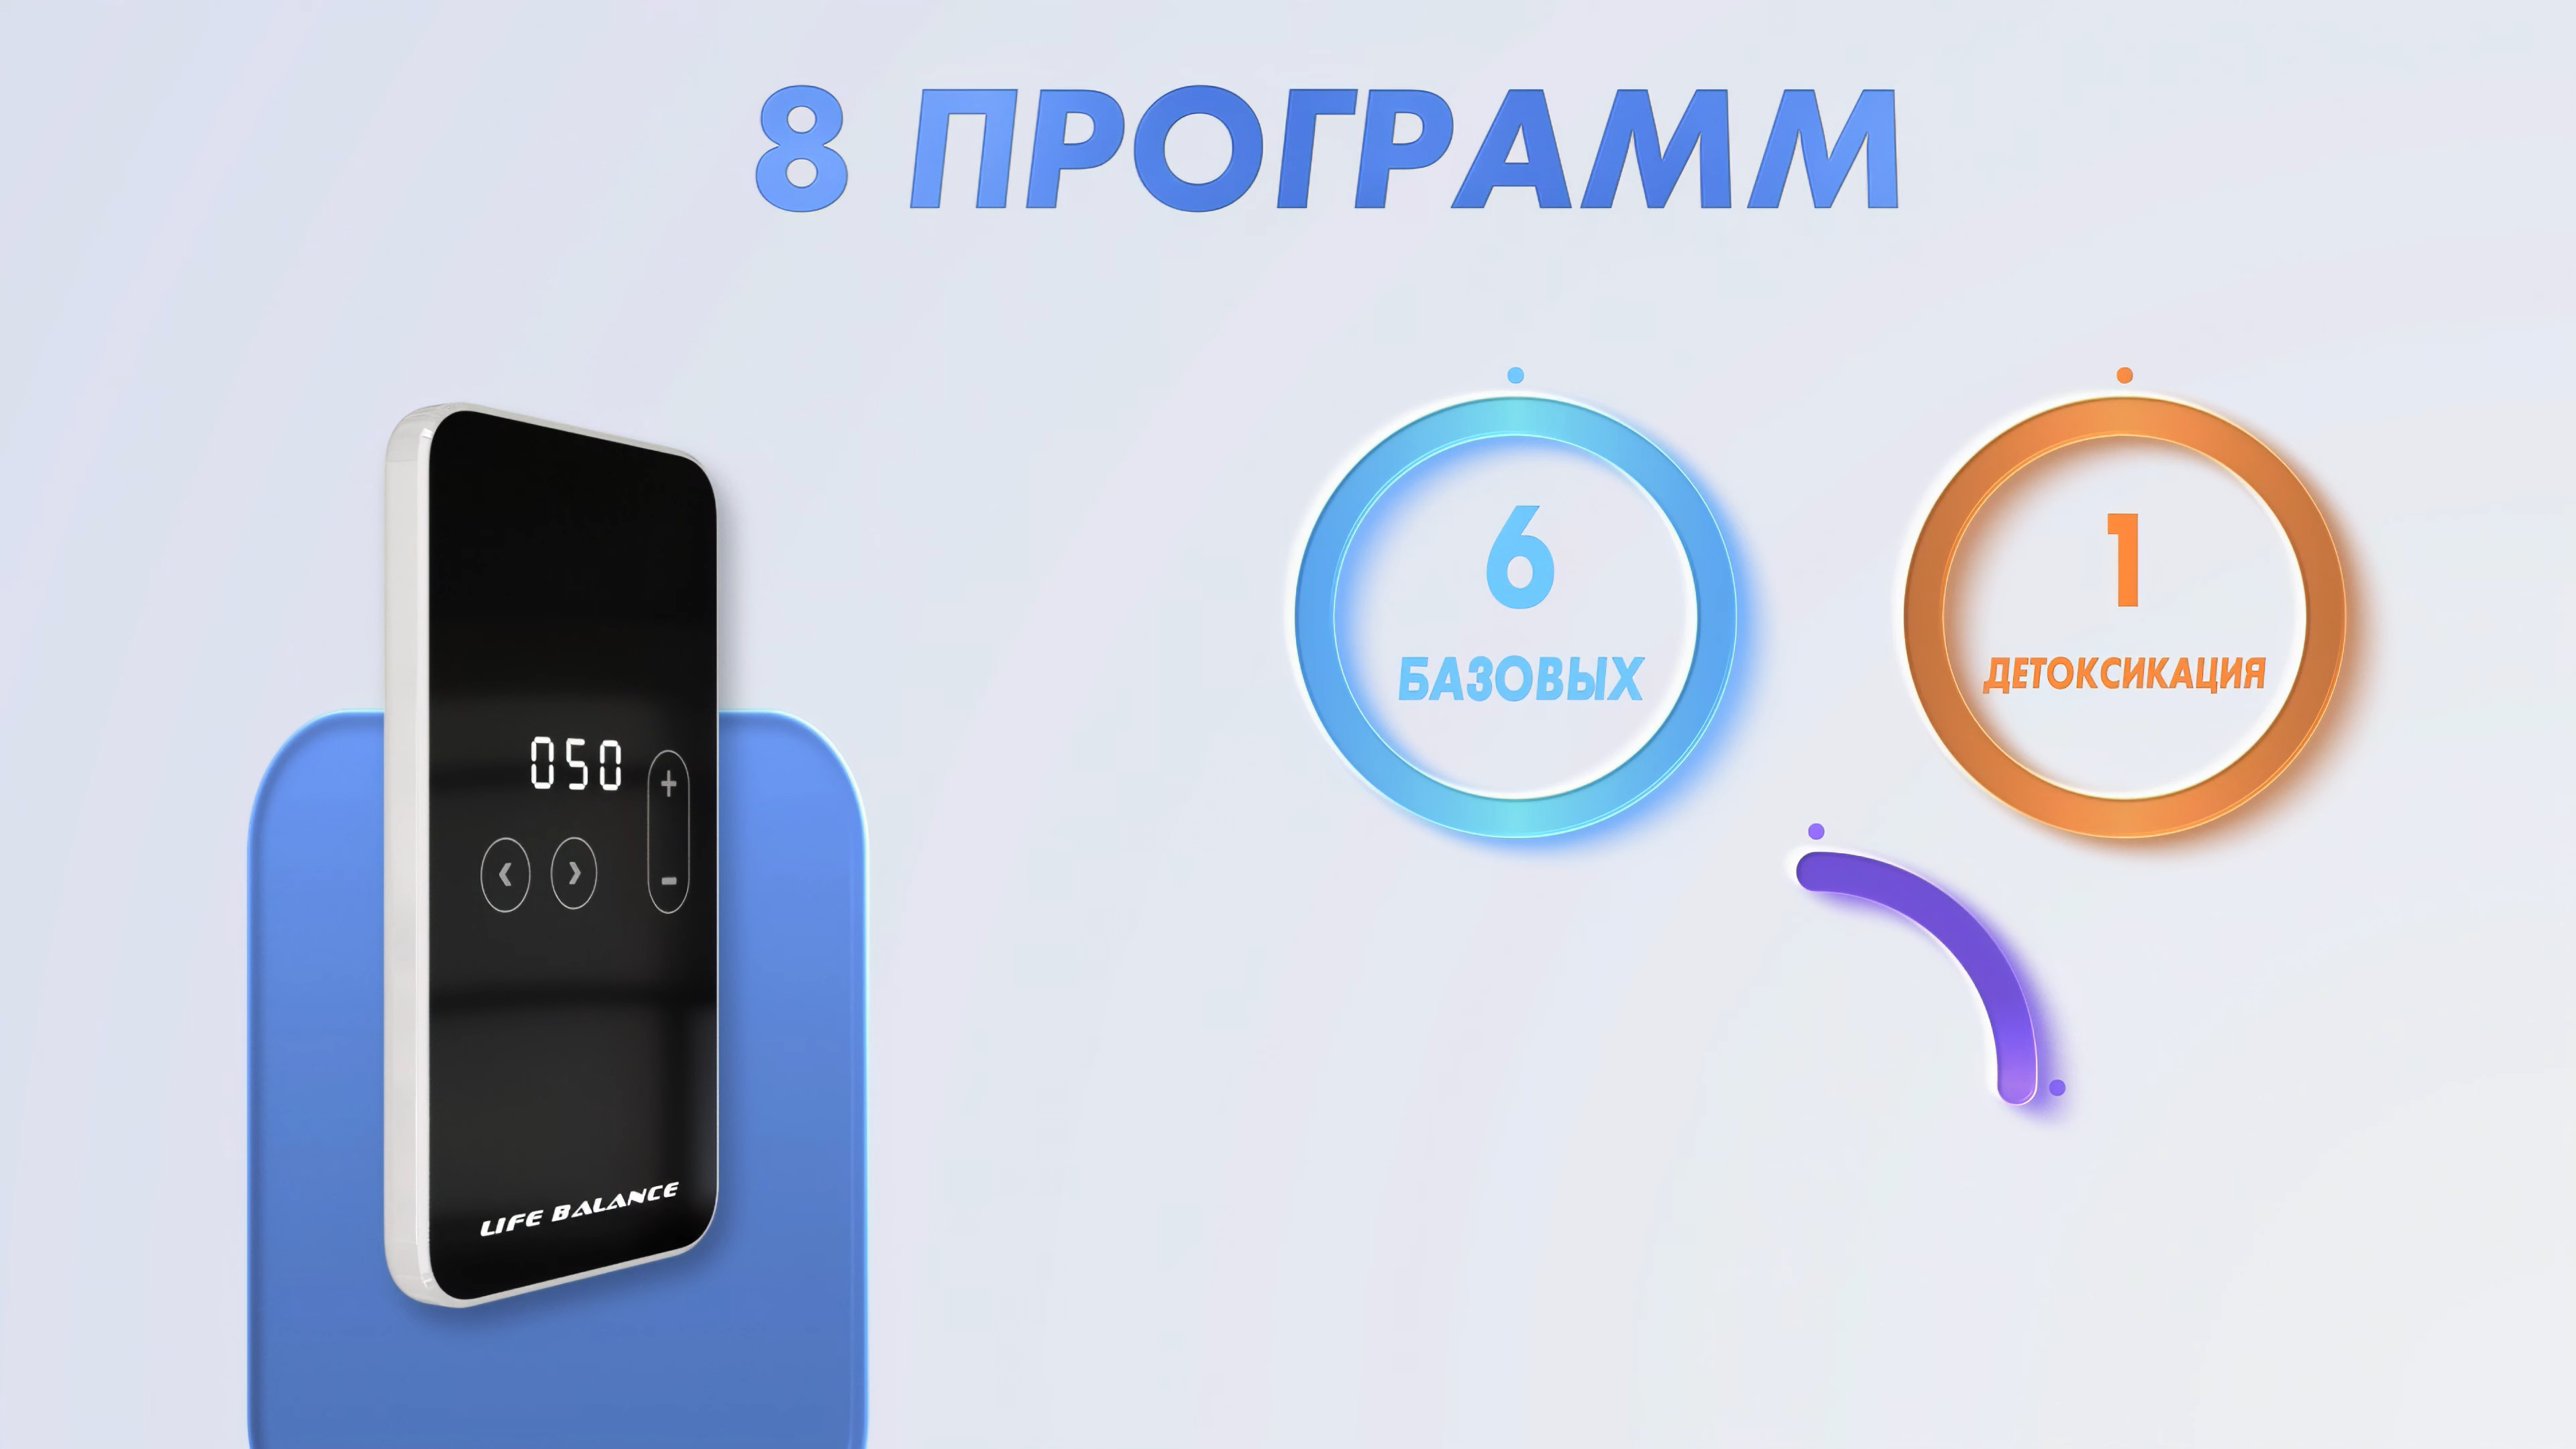 8 ПРОГРАММ
6
БАЗОВЫХ
1
ДЕТОКСИКАЦИЯ
050
+
-
LIFE BALANCE